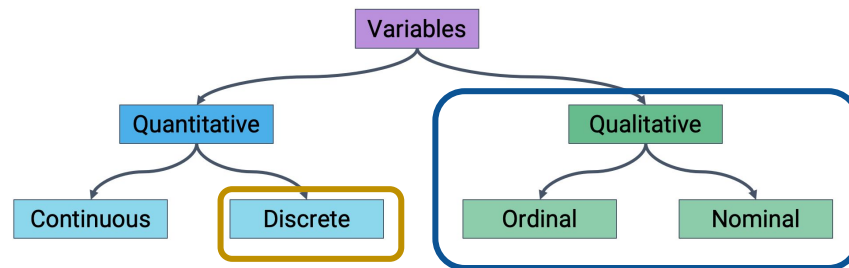 Variables
Quantitative
Qualitative
Continuous
Discrete
Ordinal
Nominal